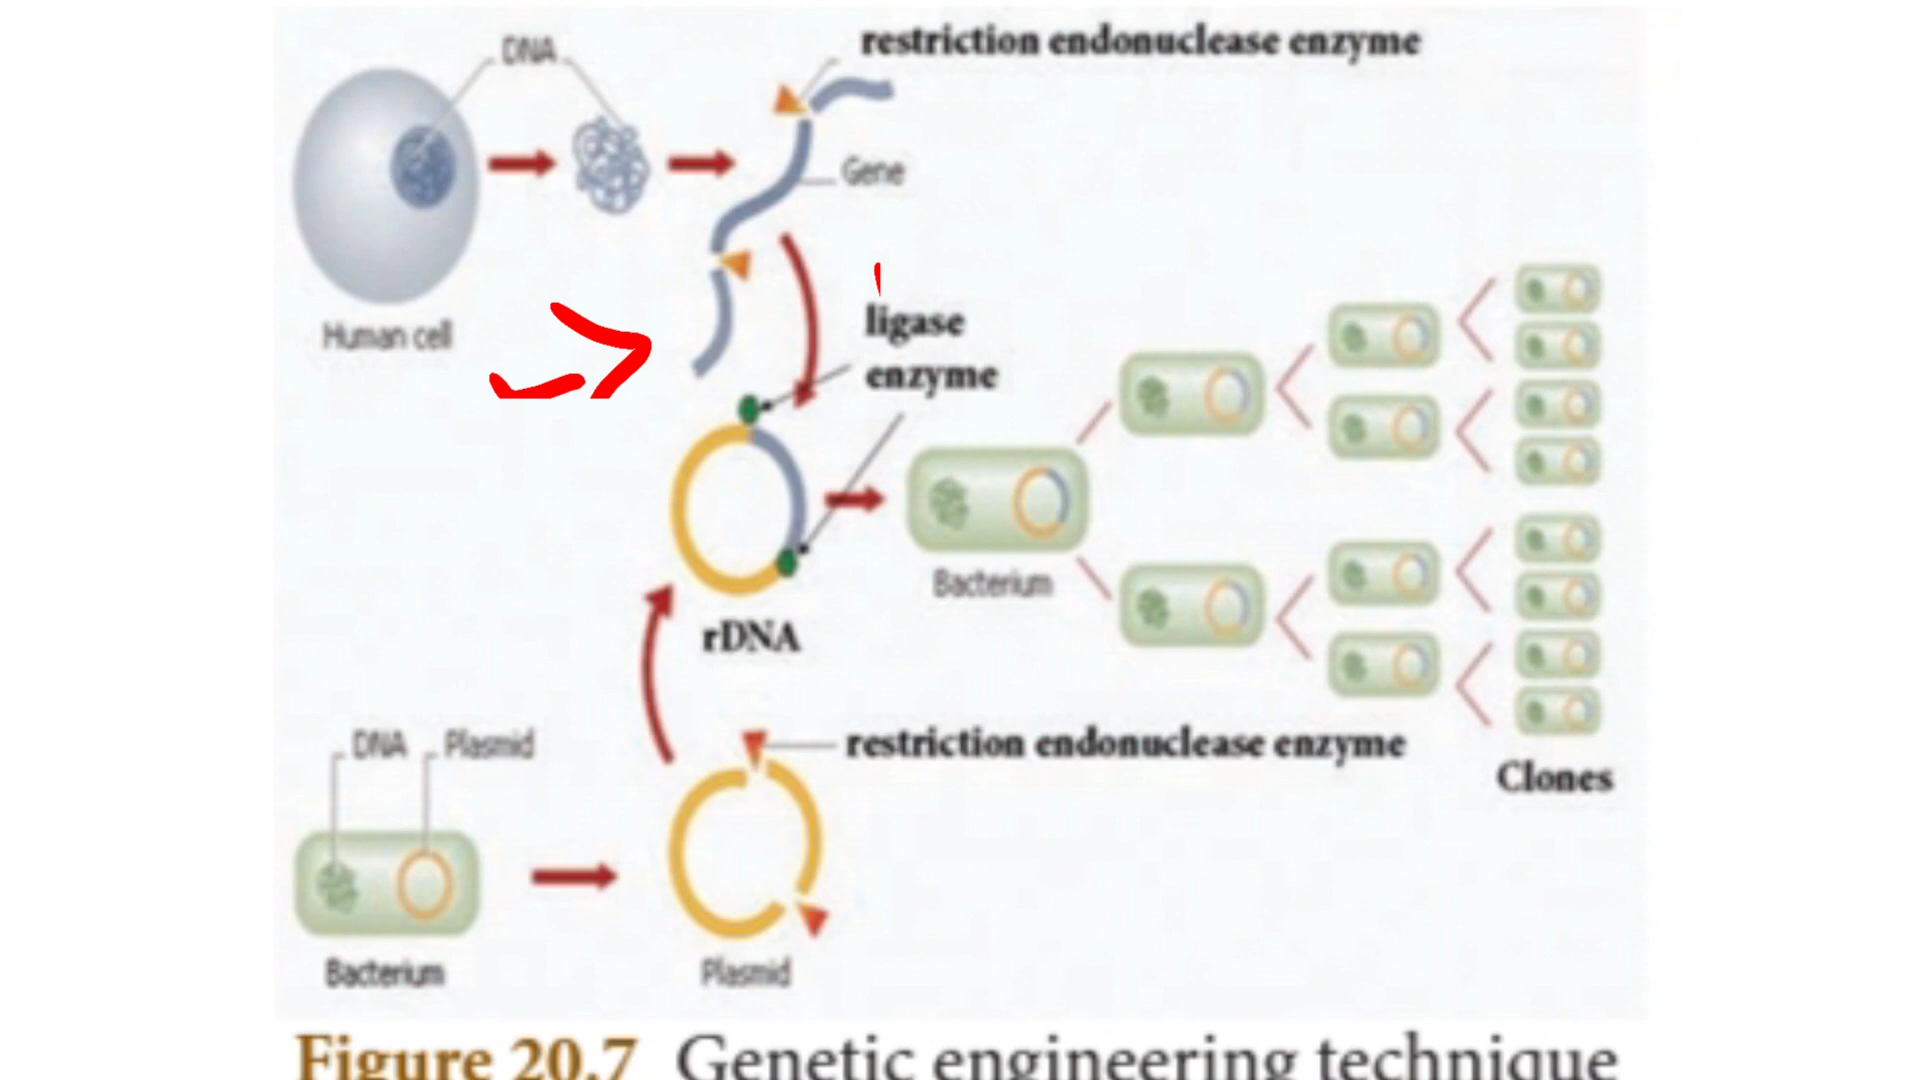 DNA
restriction endonuclease enzyme
Gene
Human cell
ligase
enzyme
Bacterium
rDNA
DNA
Plasmid
restriction endonuclease enzyme
Clones
Bacterium
Plasmid
Figure 20.7 Genetic engineering technique